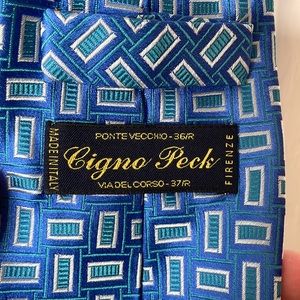 PONTE VECCHIO - 36/R
Cigno Peck
VIA DEL CORSO - 37/R
MADE IN ITALY
FIRENZE